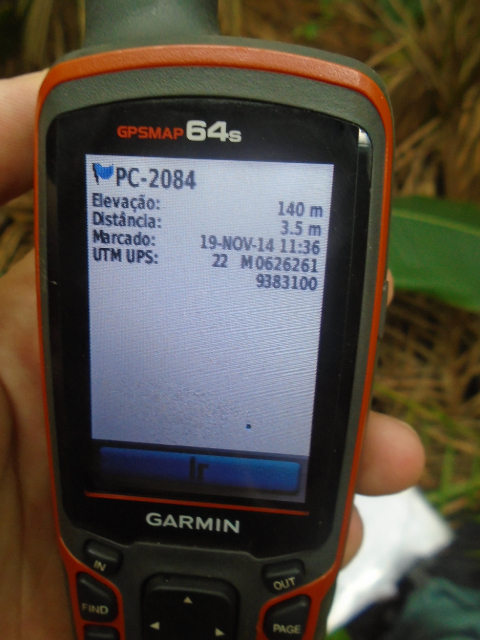 GPSMAP 64s
PC-2084
Elevação: 140 m
Distância: 3.5 m
Marcado: 19-NOV-14 11:36
UTM UPS: 22 M 0626261
9383100
Ir
GARMIN
IN
OUT
FIND
PAGE